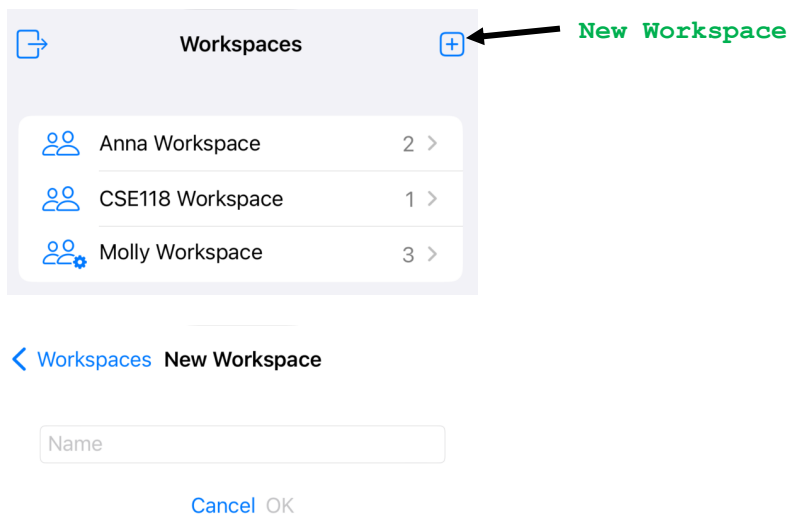 Workspaces
New Workspace
Anna Workspace 2
CSE118 Workspace 1
Molly Workspace 3
Workspaces New Workspace
Name
Cancel OK